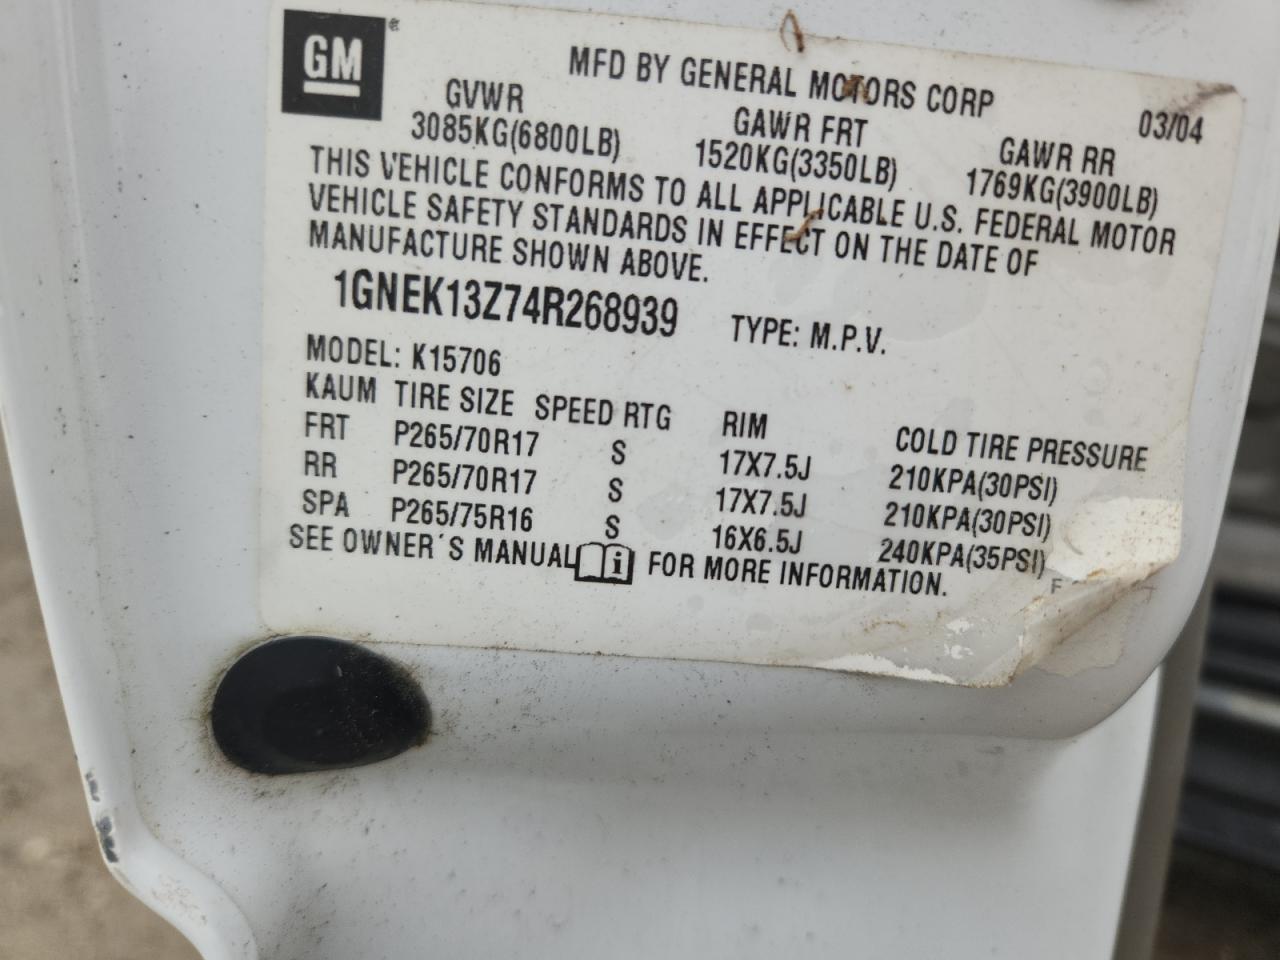 GM
MFD BY GENERAL MOTORS CORP 03/04
GVWR GAWR FRT GAWR RR
3085KG(6800LB) 1520KG(3350LB) 1769KG(3900LB)
THIS VEHICLE CONFORMS TO ALL APPLICABLE U.S. FEDERAL MOTOR
VEHICLE SAFETY STANDARDS IN EFFECT ON THE DATE OF
MANUFACTURE SHOWN ABOVE.
1GNEK13Z74R268939 TYPE: M.P.V.
MODEL: K15706
KAUM TIRE SIZE SPEED RTG RIM COLD TIRE PRESSURE
FRT P265/70R17 S 17X7.5J 210KPA(30PSI)
RR P265/70R17 S 17X7.5J 210KPA(30PSI)
SPA P265/75R16 S 16X6.5J 240KPA(35PSI)
SEE OWNER'S MANUAL i FOR MORE INFORMATION.